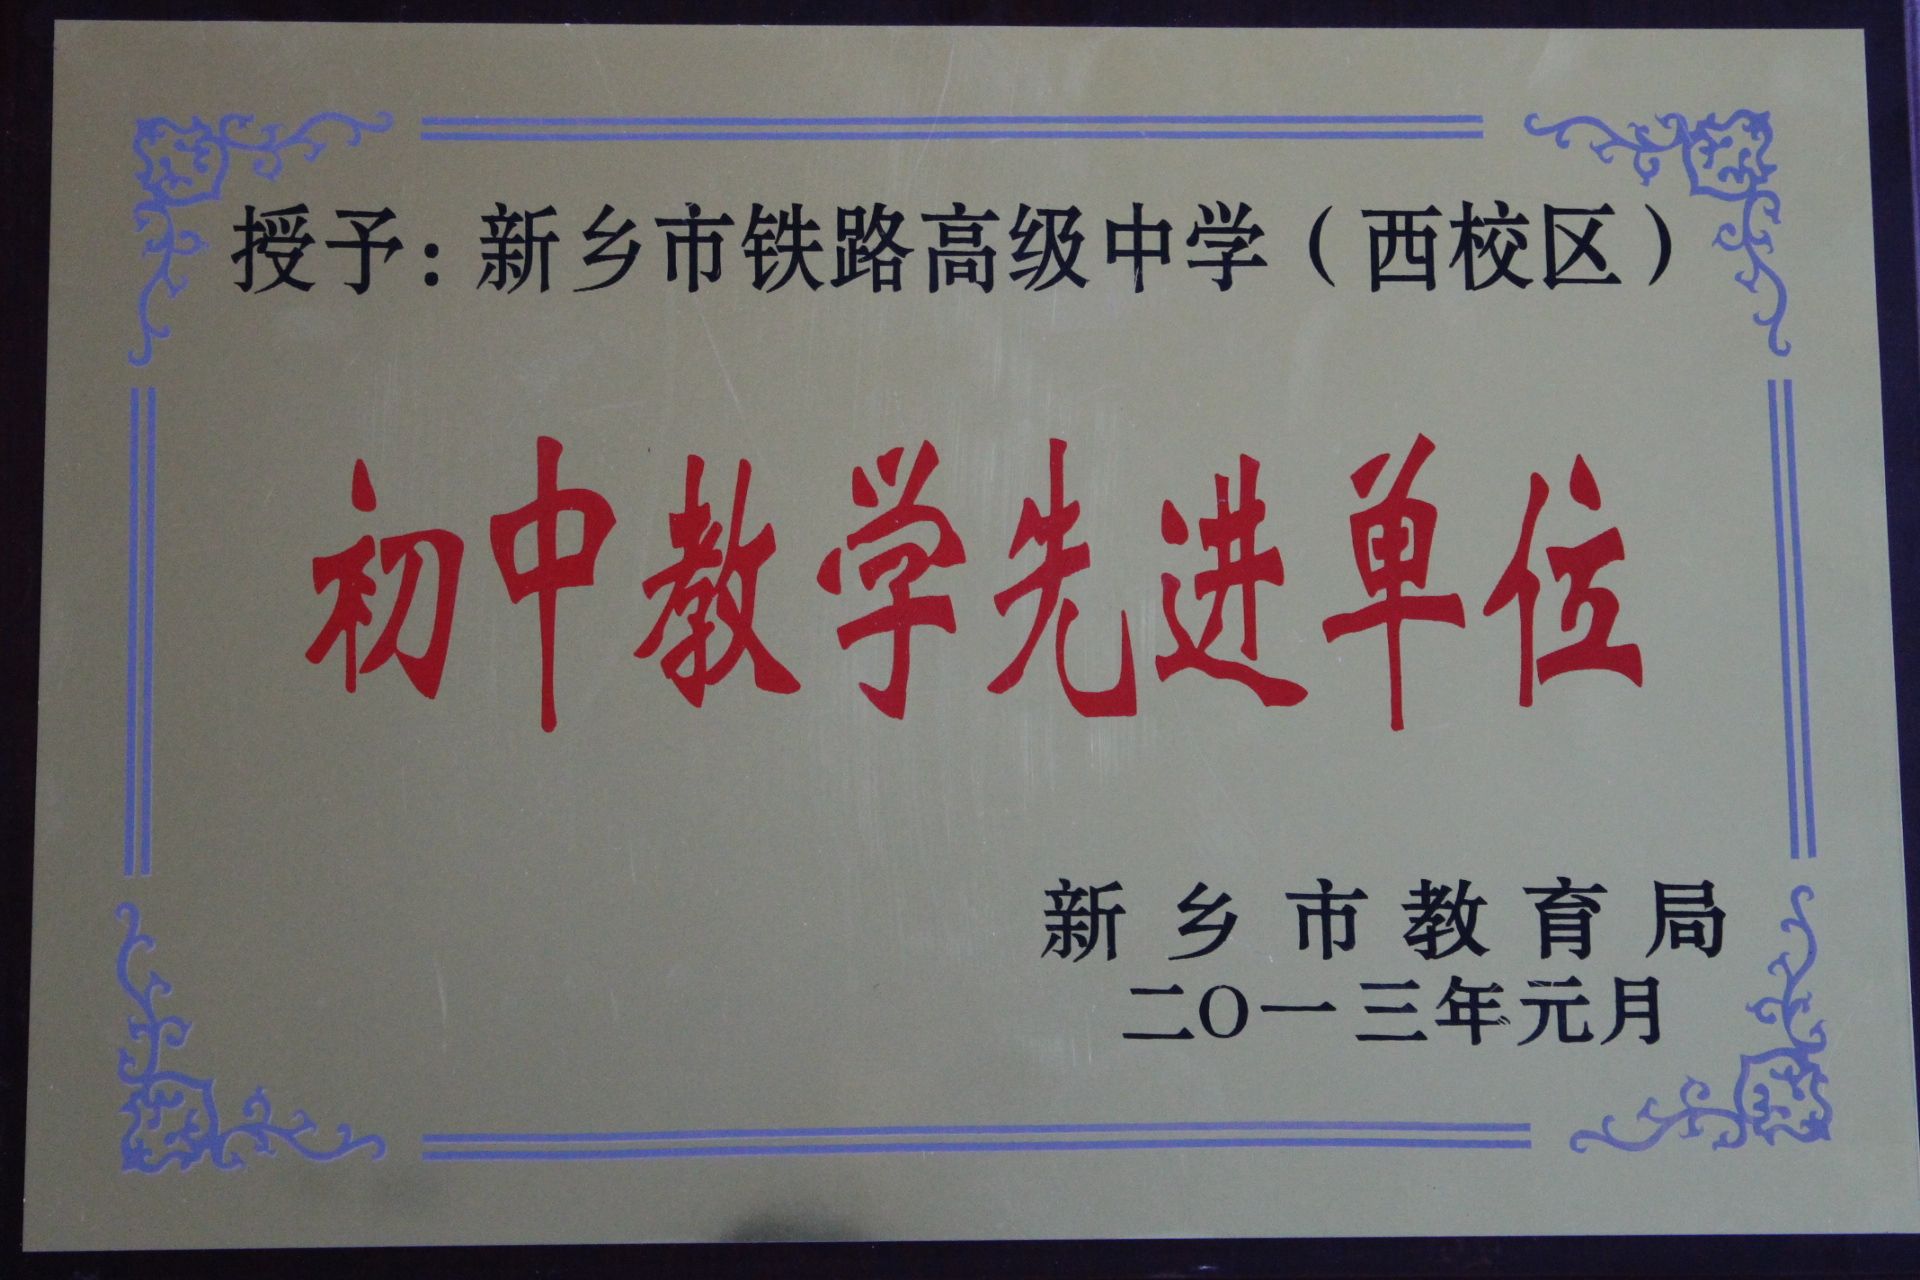 授予：新乡市铁路高级中学（西校区）
初中教学先进单位
新乡市教育局
二〇一三年元月